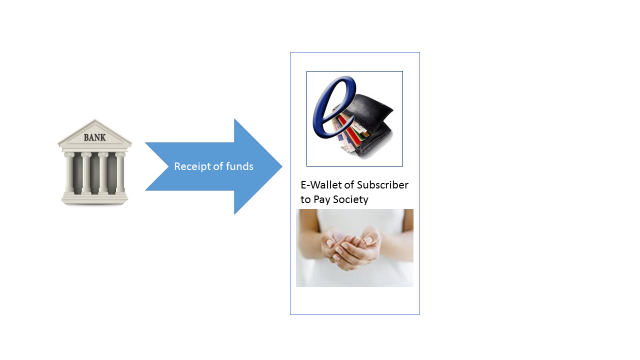 BANK
Receipt of funds
e
E-Wallet of Subscriber
to Pay Society